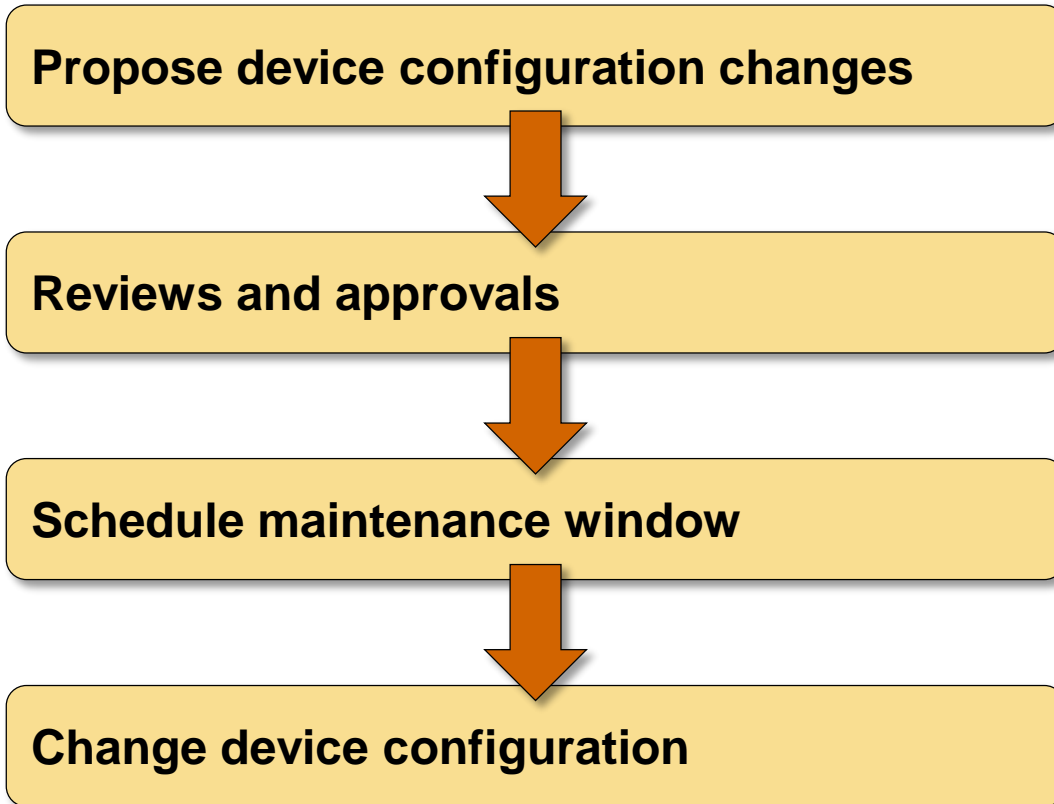 Propose device configuration changes
Reviews and approvals
Schedule maintenance window
Change device configuration